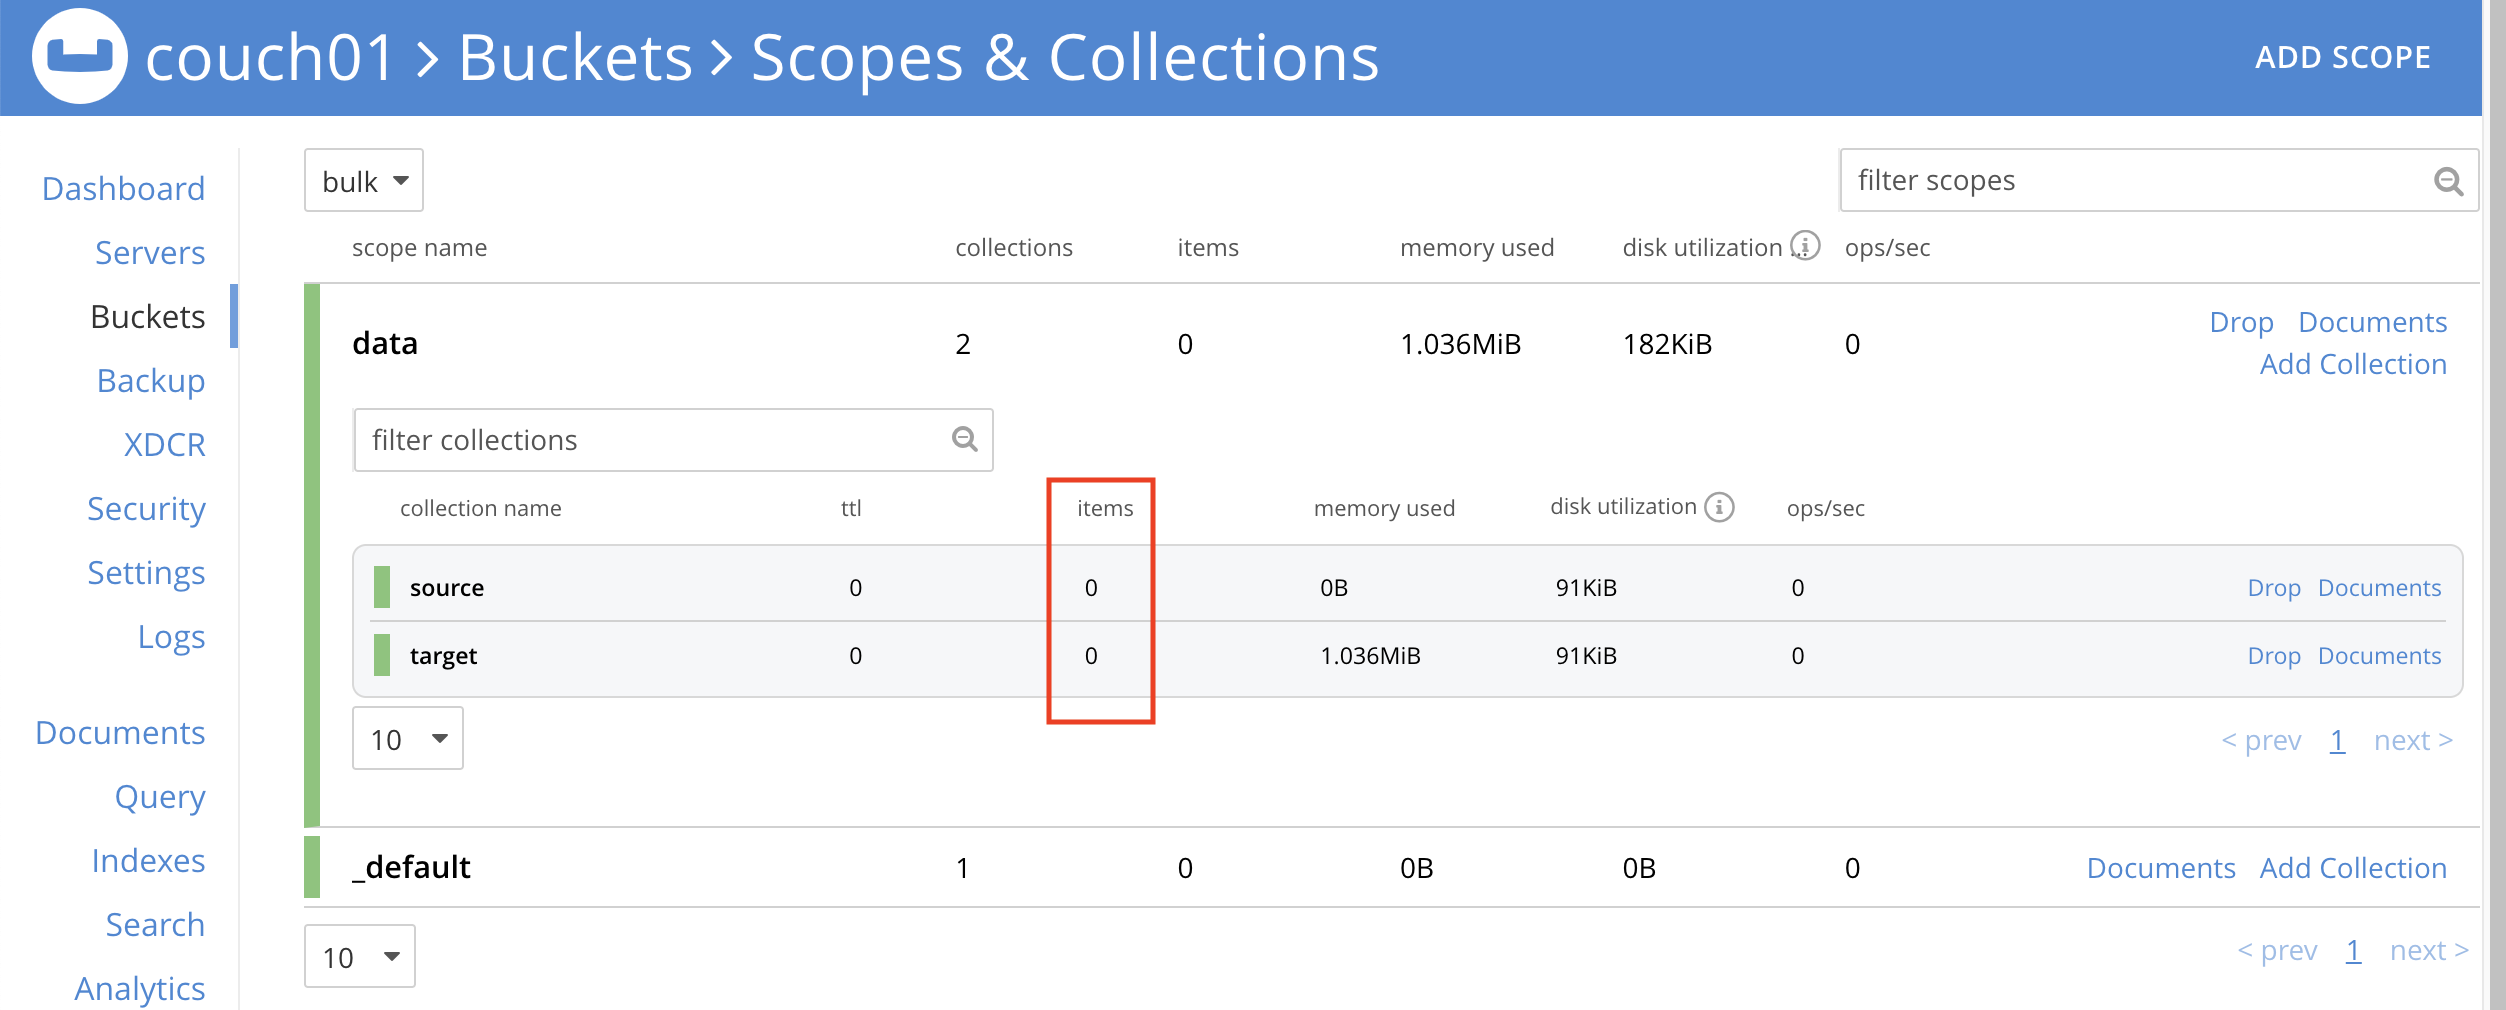 couch01 > Buckets > Scopes & Collections
ADD SCOPE
Dashboard
Servers
Buckets
Backup
XDCR
Security
Settings
Logs
Documents
Query
Indexes
Search
Analytics
bulk
filter scopes
scope name collections items memory used disk utilization ... ops/sec
data 2 0 1.036MiB 182KiB 0 Drop Documents
Add Collection
filter collections
collection name ttl items memory used disk utilization ops/sec
source 0 0 0B 91KiB 0 Drop Documents
target 0 0 1.036MiB 91KiB 0 Drop Documents
10 < prev 1 next >
_default 1 0 0B 0B 0 Documents Add Collection
10 < prev 1 next >